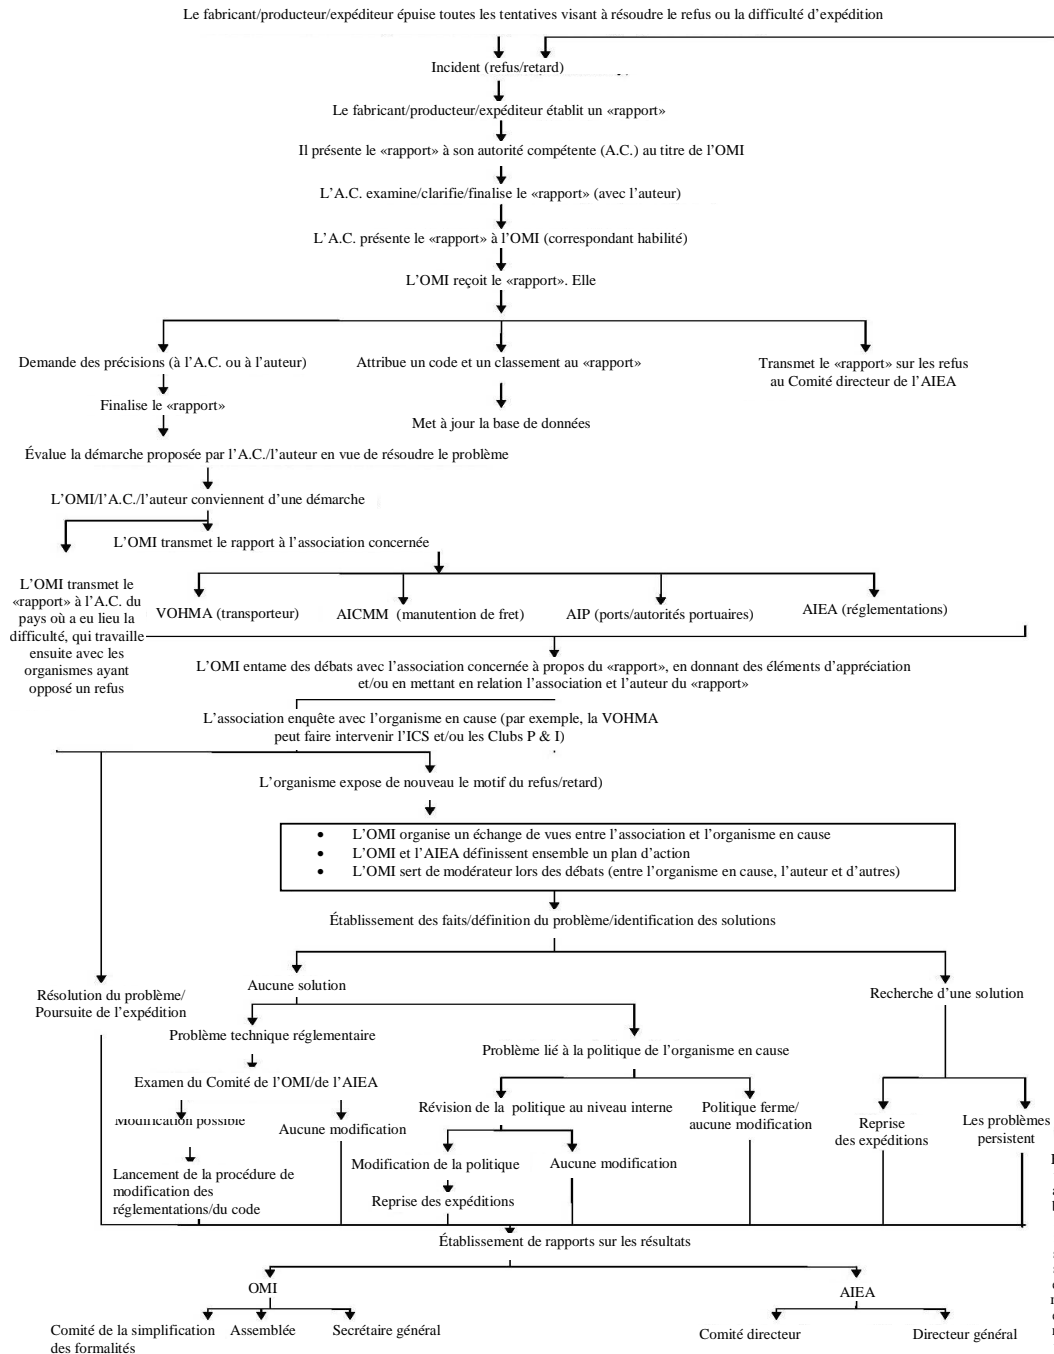 Le fabricant/producteur/expéditeur épuise toutes les tentatives visant à résoudre le refus ou la difficulté d’expédition
Incident (refus/retard)
Le fabricant/producteur/expéditeur établit un «rapport»
Il présente le «rapport» à son autorité compétente (A.C.) au titre de l’OMI
L’A.C. examine/clarifie/finalise le «rapport» (avec l’auteur)
L’A.C. présente le «rapport» à l’OMI (correspondant habilité)
L’OMI reçoit le «rapport». Elle
Demande des précisions (à l’A.C. ou à l’auteur)
Attribue un code et un classement au «rapport»
Transmet le «rapport» sur les refus
au Comité directeur de l’AIEA
Finalise le «rapport»
Met à jour la base de données
Évalue la démarche proposée par l’A.C./l’auteur en vue de résoudre le problème
L’OMI/l’A.C./l’auteur conviennent d’une démarche
L’OMI transmet le rapport à l’association concernée
L’OMI transmet le
«rapport» à l’A.C. du
pays où a eu lieu la
difficulté, qui travaille
ensuite avec les
organismes ayant
opposé un refus
VOHMA (transporteur)
AICMM (manutention de fret)
AIP (ports/autorités portuaires)
AIEA (réglementations)
L’OMI entame des débats avec l’association concernée à propos du «rapport», en donnant des éléments d’appréciation
et/ou en mettant en relation l’association et l’auteur du «rapport»
L’association enquête avec l’organisme en cause (par exemple, la VOHMA
peut faire intervenir l’ICS et/ou les Clubs P & I)
L’organisme expose de nouveau le motif du refus/retard)
• L’OMI organise un échange de vues entre l’association et l’organisme en cause
• L’OMI et l’AIEA définissent ensemble un plan d’action
• L’OMI sert de modérateur lors des débats (entre l’organisme en cause, l’auteur et d’autres)
Établissement des faits/définition du problème/identification des solutions
Résolution du problème/
Poursuite de l’expédition
Aucune solution
Recherche d’une solution
Problème technique réglementaire
Problème lié à la politique de l’organisme en cause
Examen du Comité de l’OMI/de l’AIEA
Modification possible
Aucune modification
Révision de la politique au niveau interne
Politique ferme/
aucune modification
Reprise
des expéditions
Les problèmes
persistent
Lancement de la procédure de
modification des
réglementations/du code
Modification de la politique
Aucune modification
Reprise des expéditions
Établissement de rapports sur les résultats
OMI
AIEA
Comité de la simplification
des formalités
Assemblée
Secrétaire général
Comité directeur
Directeur général